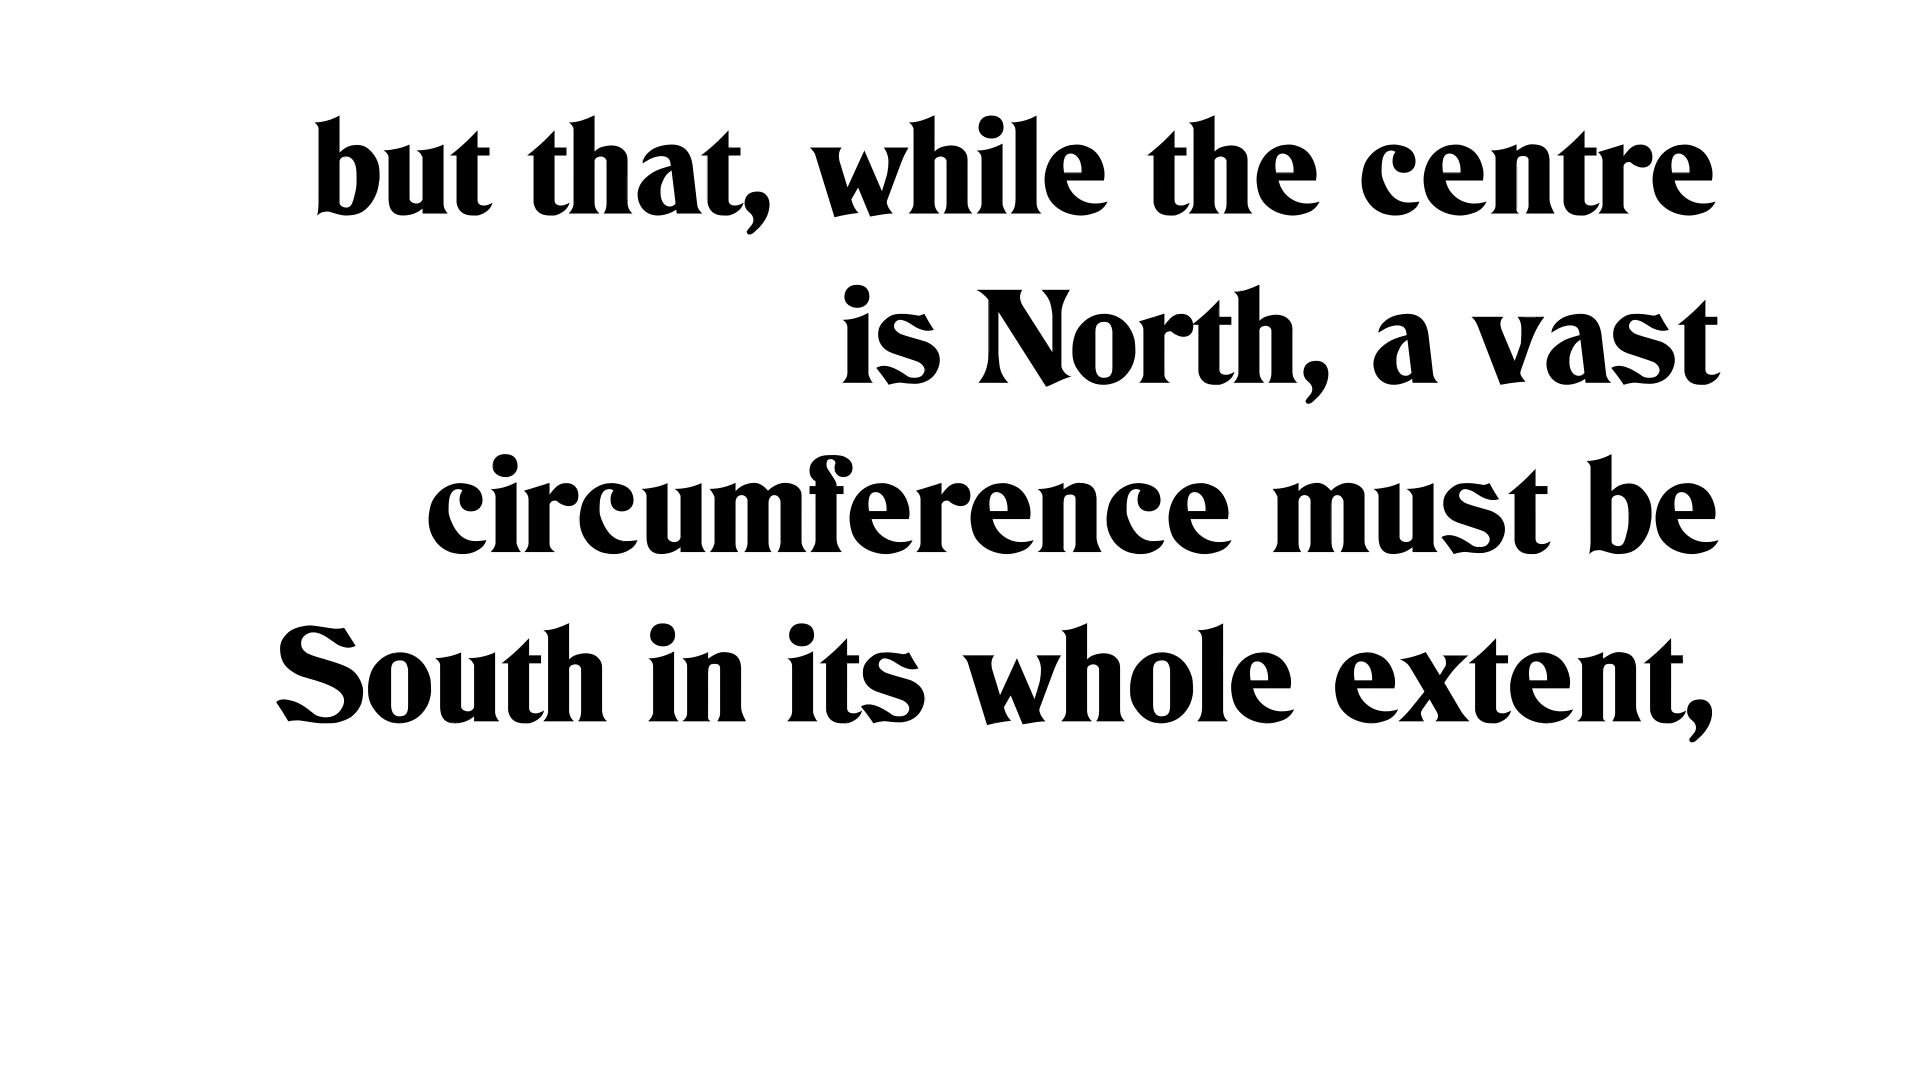 but that, while the centre
is North, a vast
circumference must be
South in its whole extent,